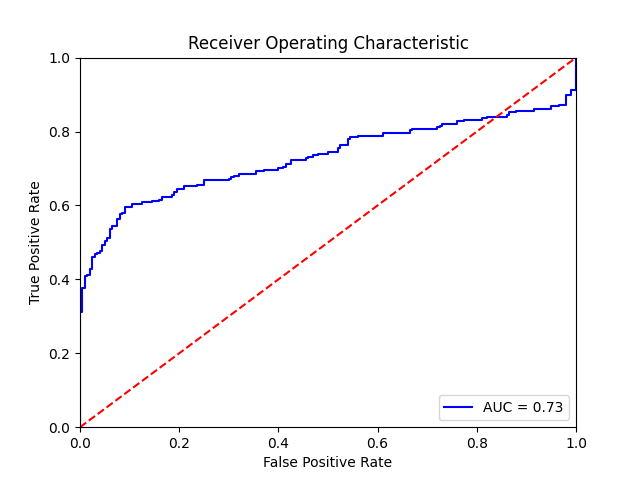 Receiver Operating Characteristic
1.0
0.8
0.6
0.4
0.2
0.0
True Positive Rate
AUC = 0.73
0.0 0.2 0.4 0.6 0.8 1.0
False Positive Rate